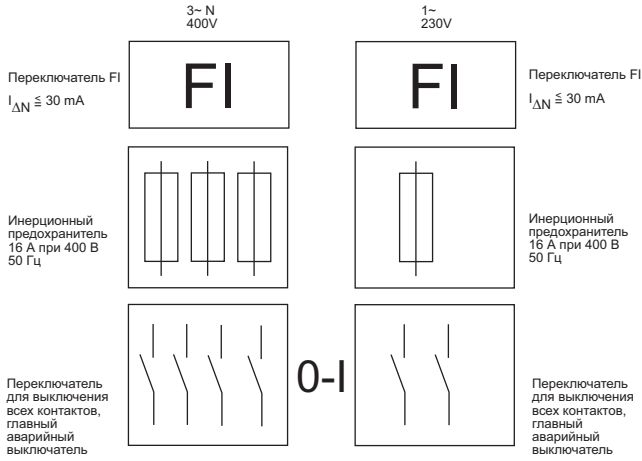 3~ N
400V
1~
230V
Переключатель FI
I∆N ≦ 30 mA
FI
FI
Переключатель FI
I∆N ≦ 30 mA
Инерционный
предохранитель
16 А при 400 В
50 Гц
Инерционный
предохранитель
16 А при 400 В
50 Гц
0-I
Переключатель
для выключения
всех контактов,
главный
аварийный
выключатель
Переключатель
для выключения
всех контактов,
главный
аварийный
выключатель